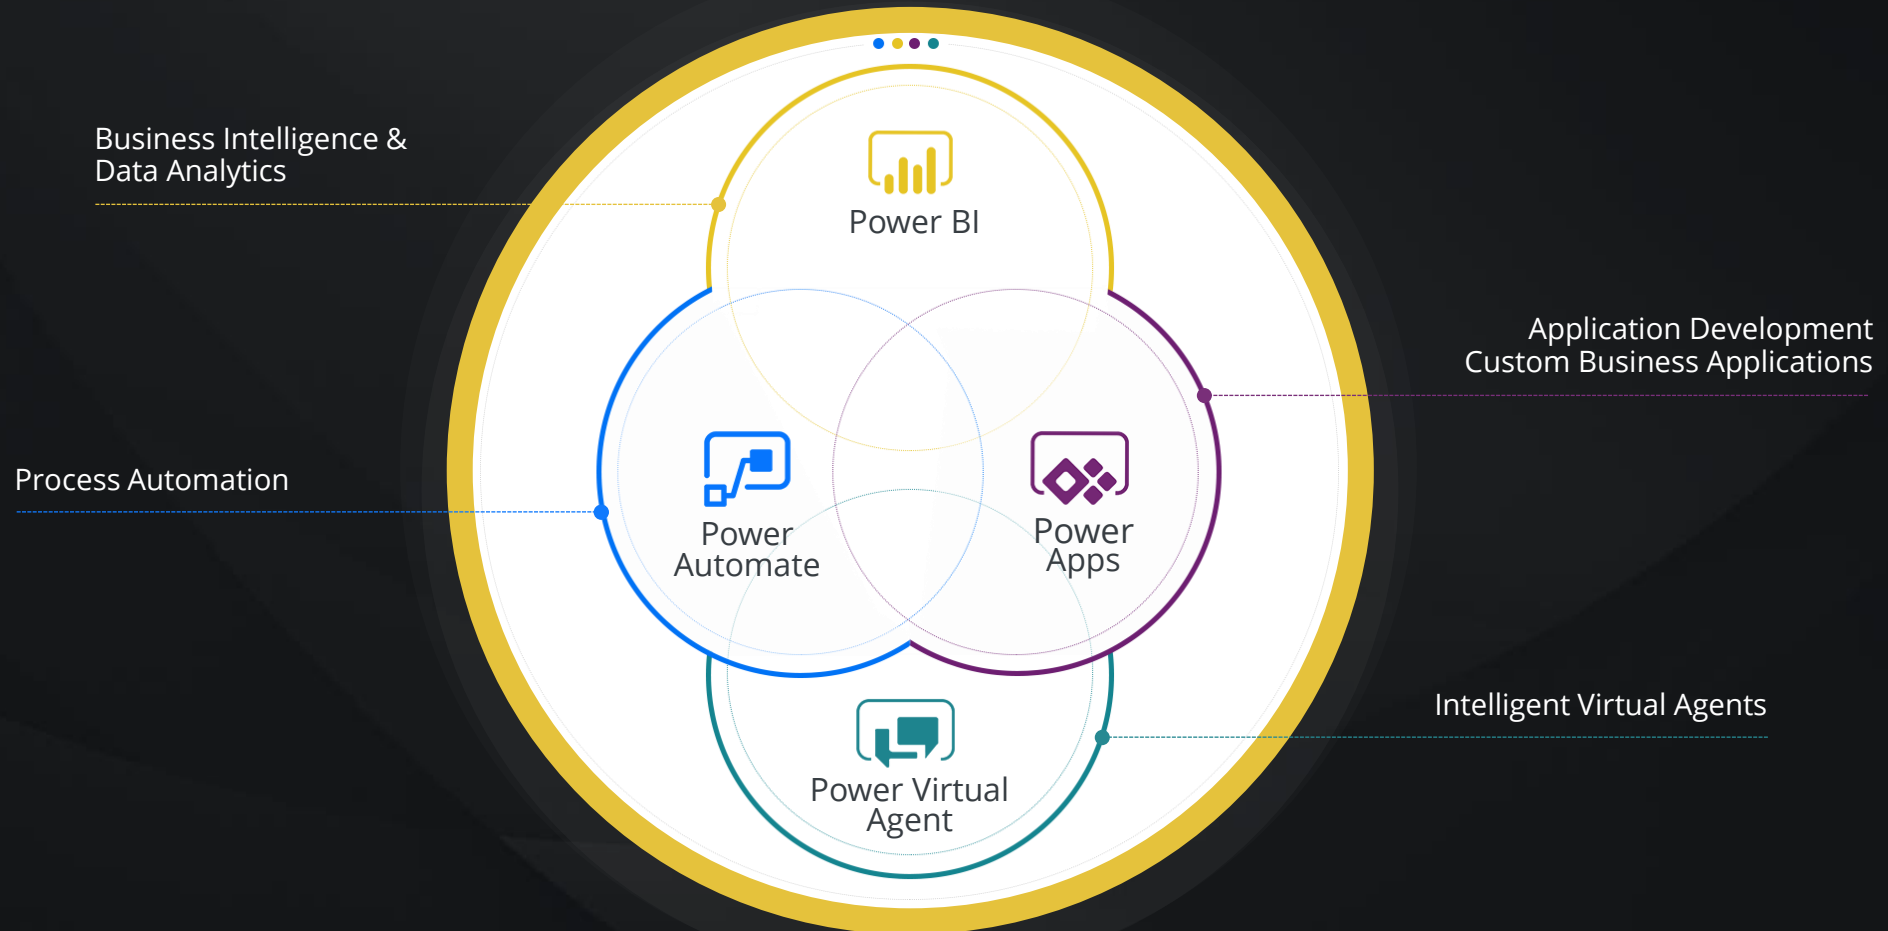 Business Intelligence &
Data Analytics
Power BI
Application Development
Custom Business Applications
Process Automation
Power
Automate
Power
Apps
Intelligent Virtual Agents
Power Virtual
Agent